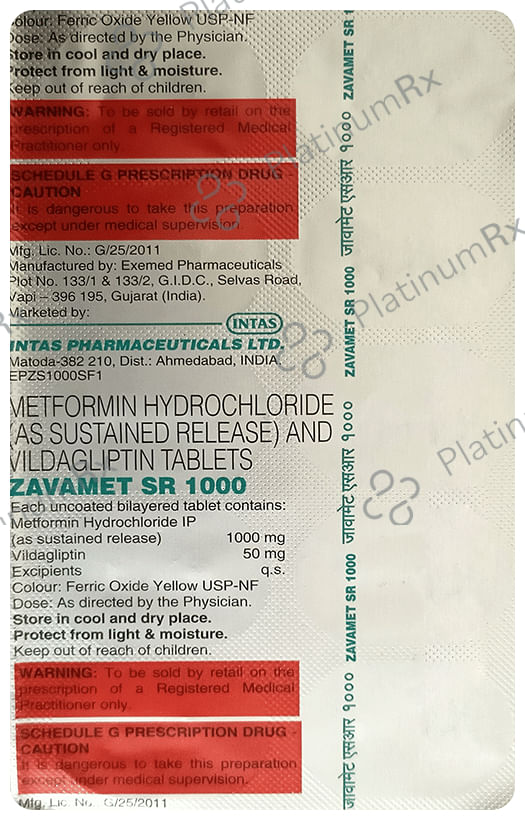 Colour: Ferric Oxide Yellow USP-NF
Dose: As directed by the Physician.
Store in cool and dry place.
Protect from light & moisture.
Keep out of reach of children.
WARNING: To be sold by retail on the
prescription of a Registered Medical
Practitioner only.
SCHEDULE G PRESCRIPTION DRUG -
CAUTION
It is dangerous to take this preparation
except under medical supervision.
Mfg. Lic. No.: G/25/2011
Manufactured by: Exemed Pharmaceuticals
Plot No. 133/1 & 133/2, G.I.D.C., Selvas Road,
Vapi – 396 195, Gujarat (India).
Marketed by:
INTAS
INTAS PHARMACEUTICALS LTD.
Matoda-382 210, Dist.: Ahmedabad, INDIA
EPZS1000SF1
METFORMIN HYDROCHLORIDE
(AS SUSTAINED RELEASE) AND
VILDAGLIPTIN TABLETS
ZAVAMET SR 1000
Each uncoated bilayered tablet contains:
Metformin Hydrochloride IP
(as sustained release) 1000 mg
Vildagliptin 50 mg
Excipients q.s.
Colour: Ferric Oxide Yellow USP-NF
Dose: As directed by the Physician.
Store in cool and dry place.
Protect from light & moisture.
Keep out of reach of children.
WARNING: To be sold by retail on the
prescription of a Registered Medical
Practitioner only.
SCHEDULE G PRESCRIPTION DRUG -
CAUTION
It is dangerous to take this preparation
except under medical supervision.
Mfg. Lic. No.: G/25/2011
जावामेट एसआर १००० ZAVAMET SR 1000 जावामेट एसआर १००० ZAVAMET SR 1000 जावामेट एसआर १००० ZAVAMET SR 1
PlatinumRx
PlatinumRx
Platin